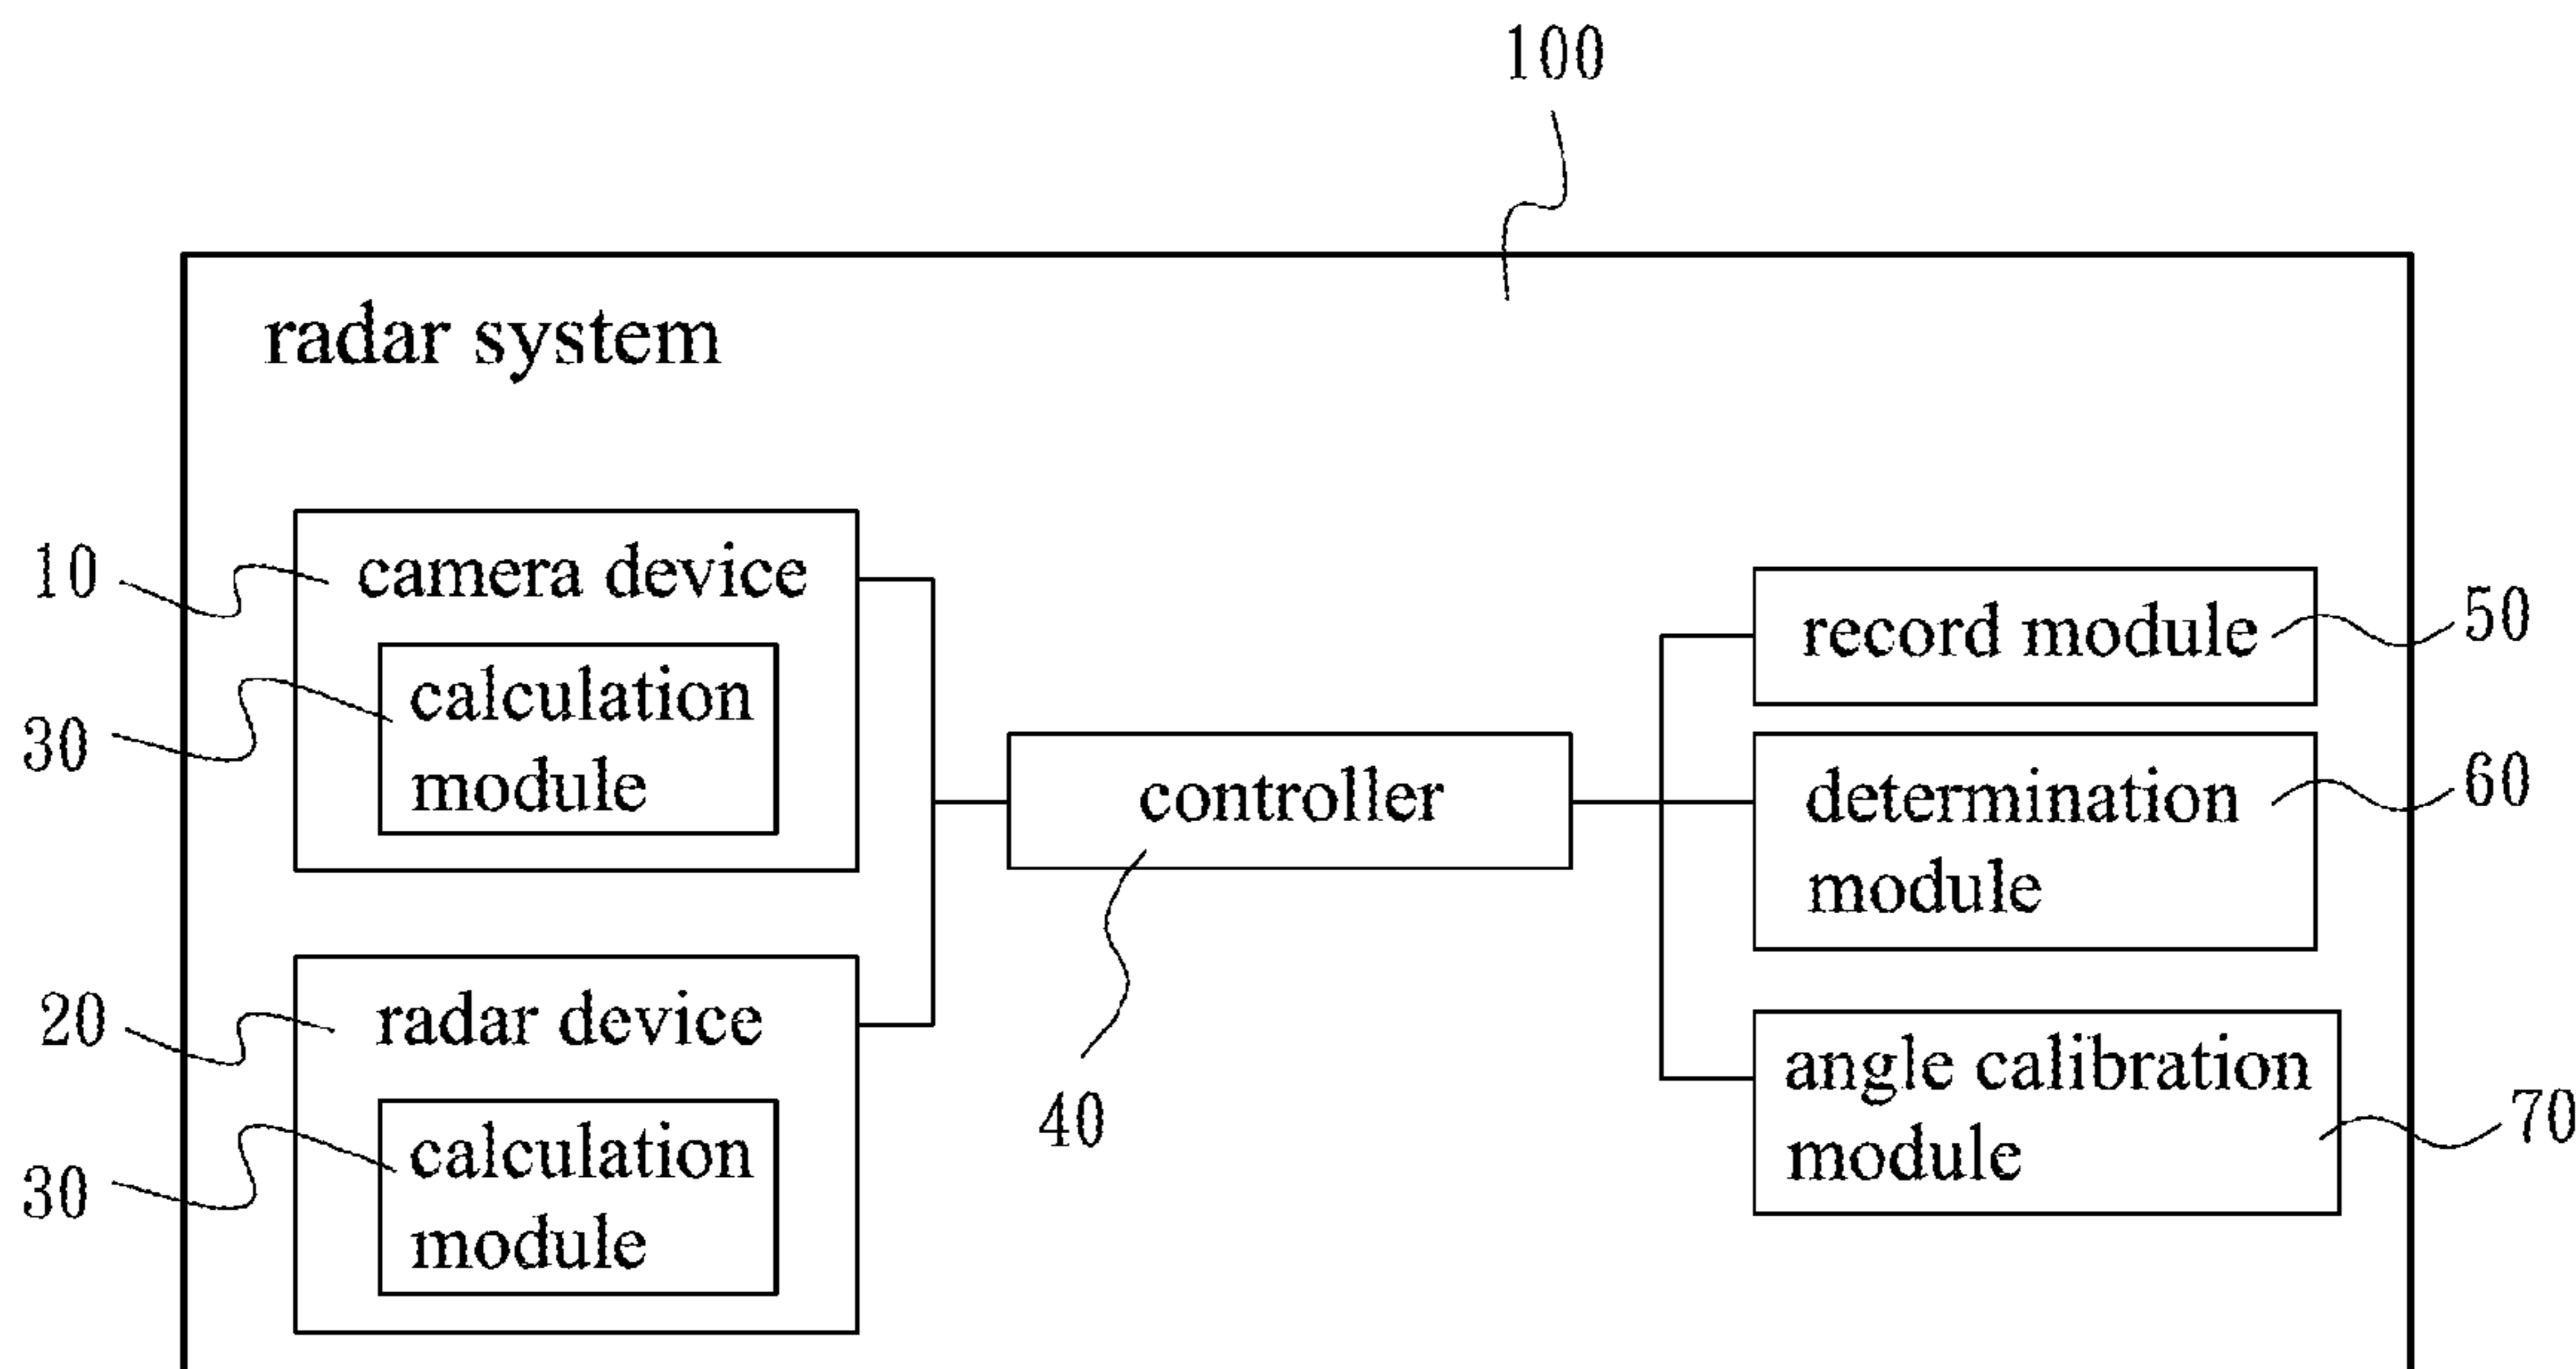 100
radar system
10
camera device
30
calculation
module
20
radar device
30
calculation
module
controller
40
record module
50
determination
module
60
angle calibration
module
70